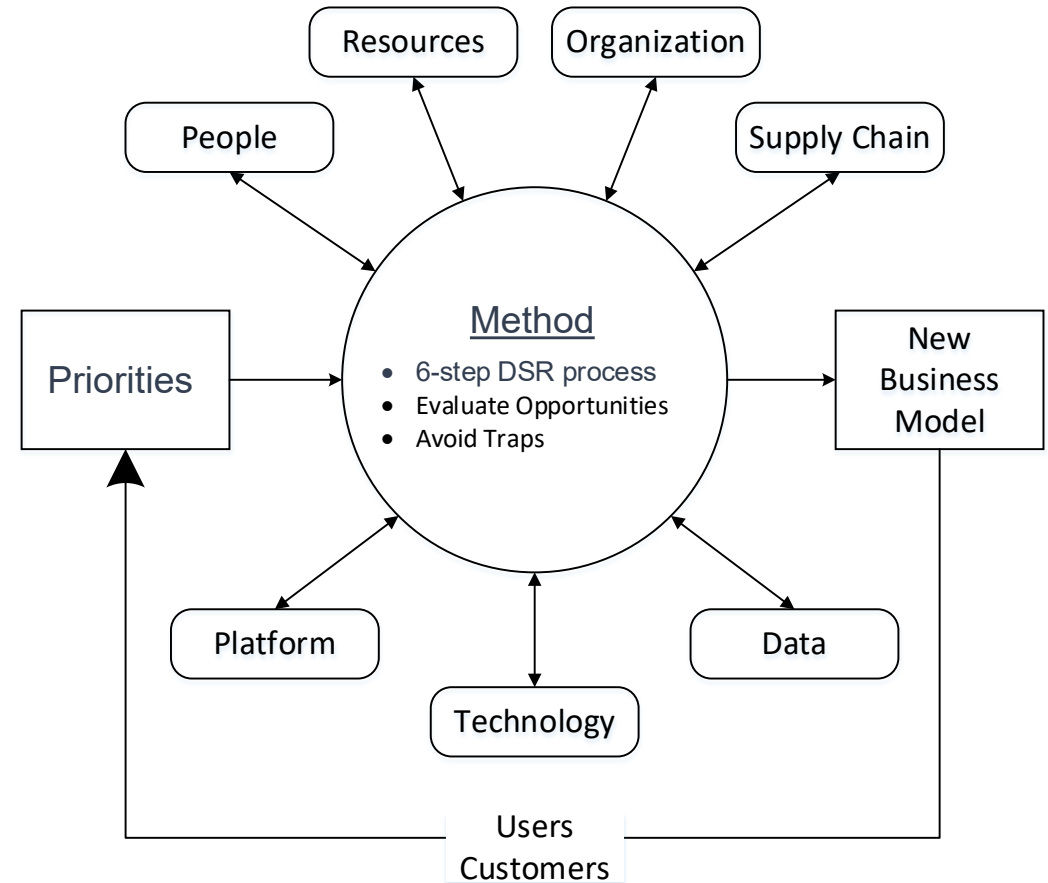 Resources
Organization
People
Supply Chain
Method
• 6-step DSR process
• Evaluate Opportunities
• Avoid Traps
Priorities
New
Business
Model
Platform
Data
Technology
Users
Customers